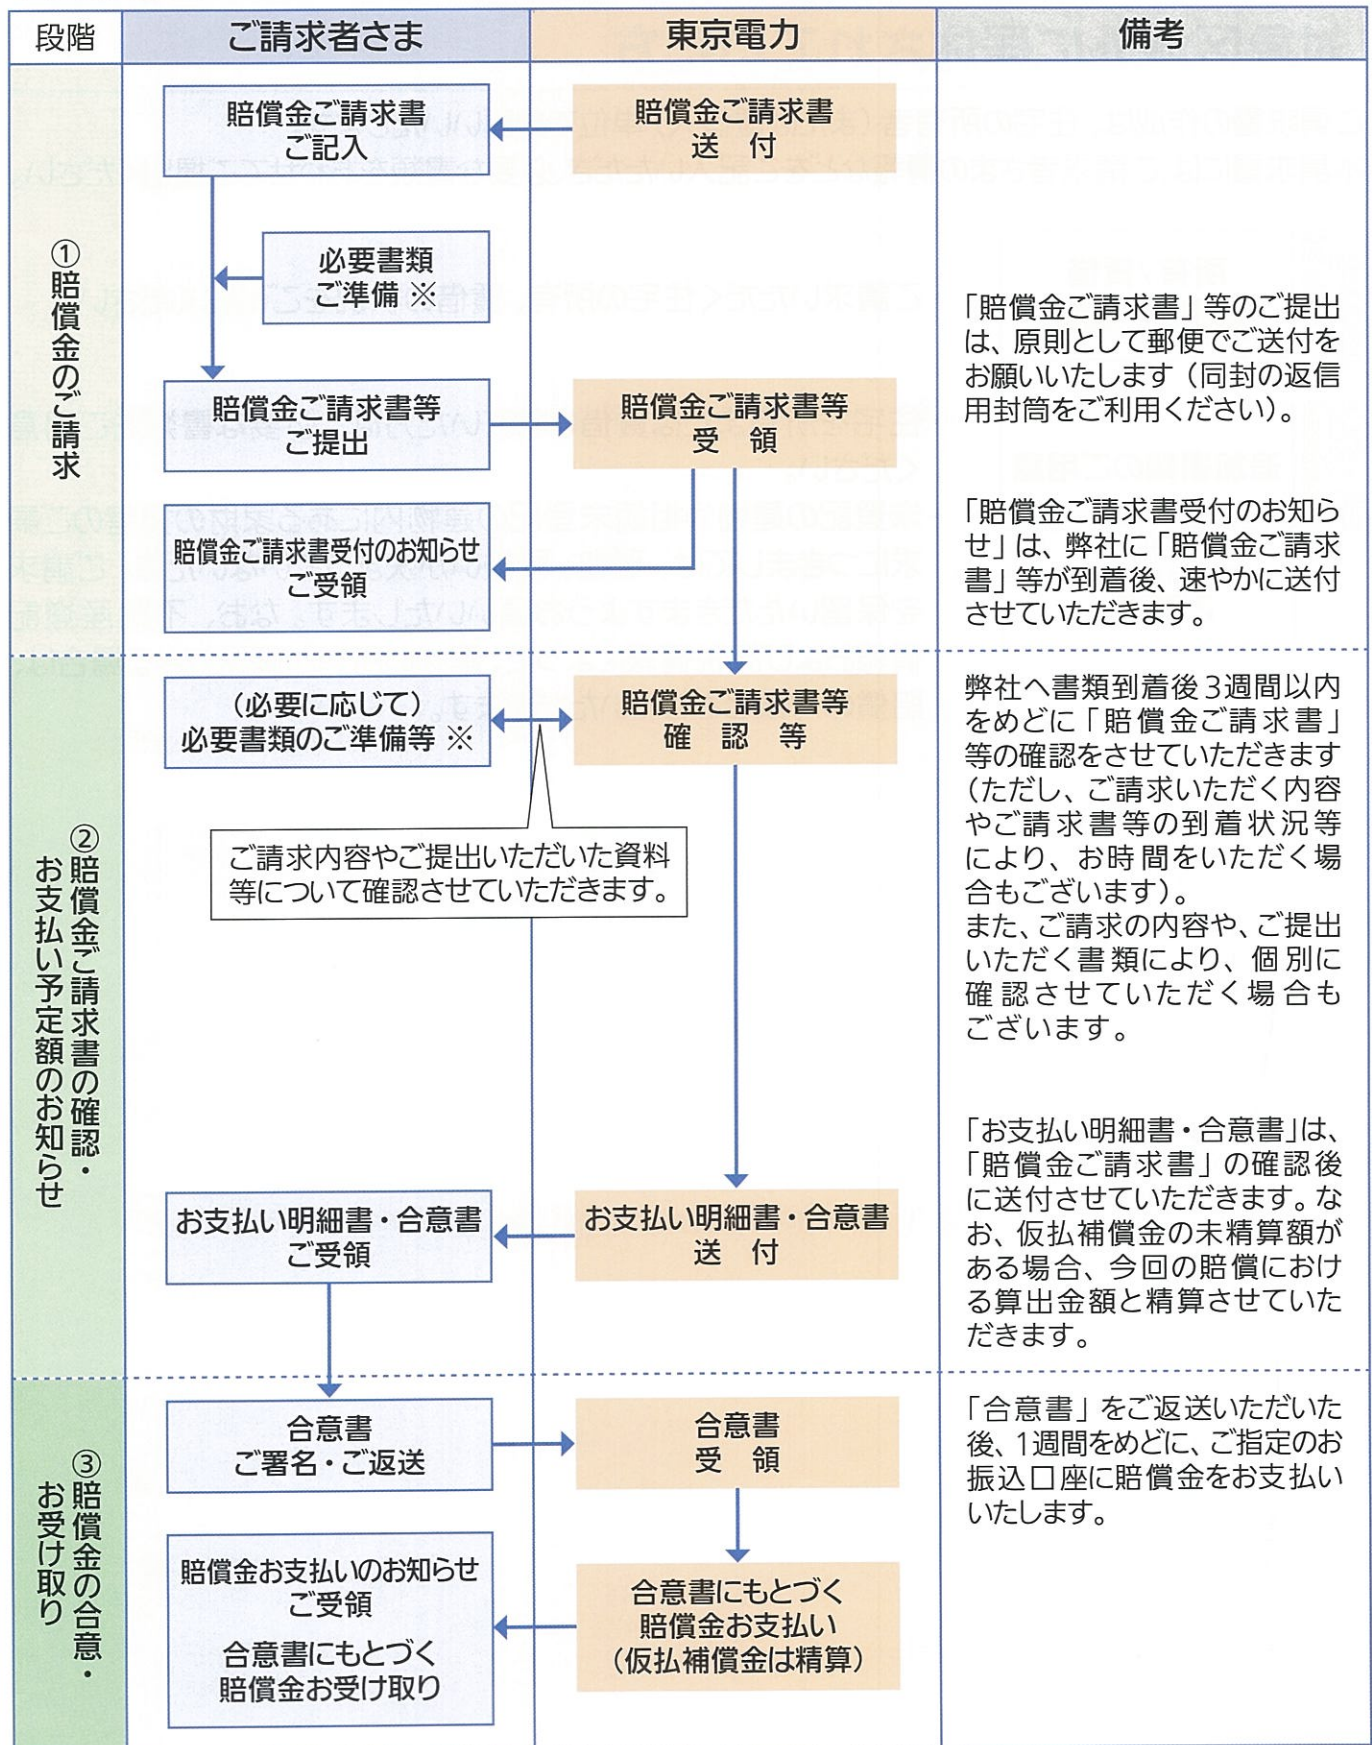 段階
ご請求者さま
東京電力
備考
①賠償金のご請求
賠償金ご請求書
ご記入
賠償金ご請求書
送　付
必要書類
ご準備 ※
賠償金ご請求書等
ご提出
賠償金ご請求書等
受　領
賠償金ご請求書受付のお知らせ
ご受領
「賠償金ご請求書」等のご提出
は、原則として郵便でご送付を
お願いいたします（同封の返信
用封筒をご利用ください）。
「賠償金ご請求書受付のお知ら
せ」は、弊社に「賠償金ご請求
書」等が到着後、速やかに送付
させていただきます。
②賠償金ご請求書の確認・
お支払い予定額のお知らせ
（必要に応じて）
必要書類のご準備等 ※
賠償金ご請求書等
確　認　等
ご請求内容やご提出いただいた資料
等について確認させていただきます。
お支払い明細書・合意書
ご受領
お支払い明細書・合意書
送　付
弊社へ書類到着後3週間以内
をめどに「賠償金ご請求書」
等の確認をさせていただきます
（ただし、ご請求いただく内容
やご請求書等の到着状況等
により、お時間をいただく場
合もございます）。
また、ご請求の内容や、ご提出
いただく書類により、個別に
確認させていただく場合も
ございます。
「お支払い明細書・合意書」は、
「賠償金ご請求書」の確認後
に送付させていただきます。な
お、仮払補償金の未精算額が
ある場合、今回の賠償におけ
る算出金額と精算させていた
だきます。
③賠償金の合意・
お受け取り
合意書
ご署名・ご返送
合意書
受　領
賠償金お支払いのお知らせ
ご受領
合意書にもとづく
賠償金お受け取り
合意書にもとづく
賠償金お支払い
（仮払補償金は精算）
「合意書」をご返送いただいた
後、1週間をめどに、ご指定のお
振込口座に賠償金をお支払い
いたします。